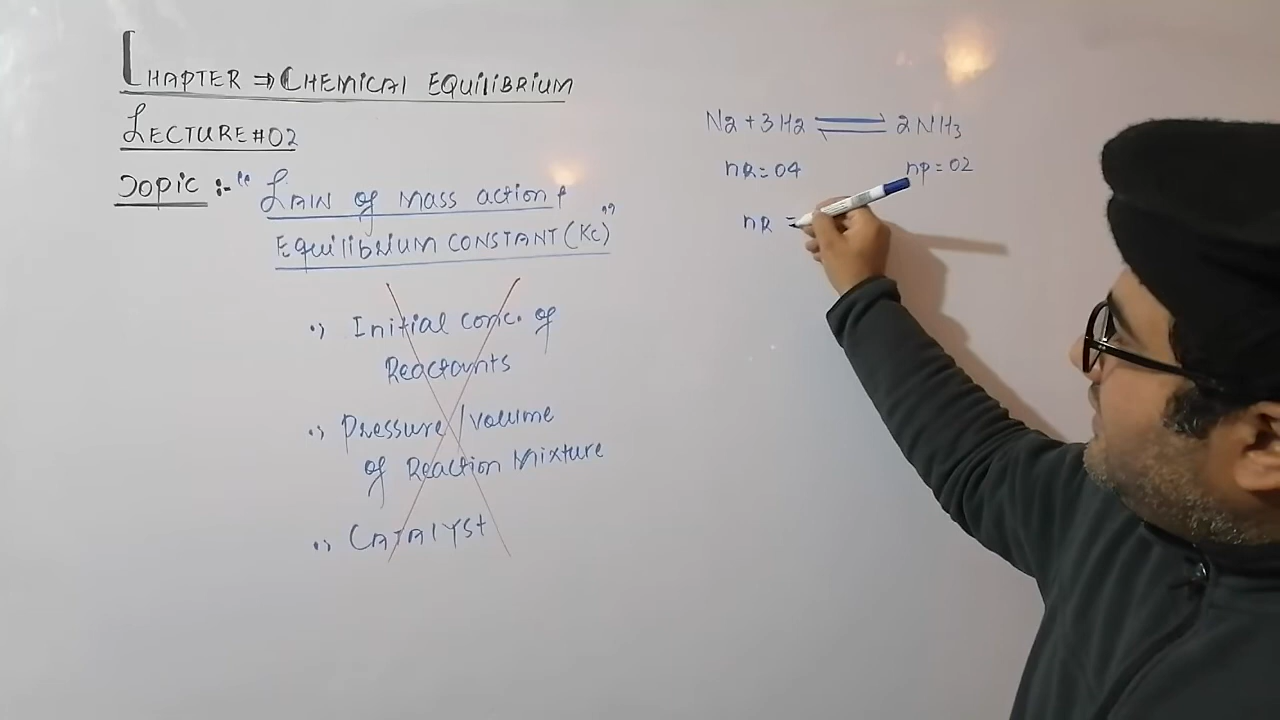 CHAPTER ⇒ CHEMICAL EQUILIBRIUM
LECTURE#02
TOPIC :- "LAW OF MASS ACTION &
EQUILIBRIUM CONSTANT (Kc)"
Initial conc. of
Reactants
Pressure/Volume
of Reaction Mixture
CATALYST
N2 + 3H2 ⇌ 2NH3
nR = 04 nP = 02
nR =